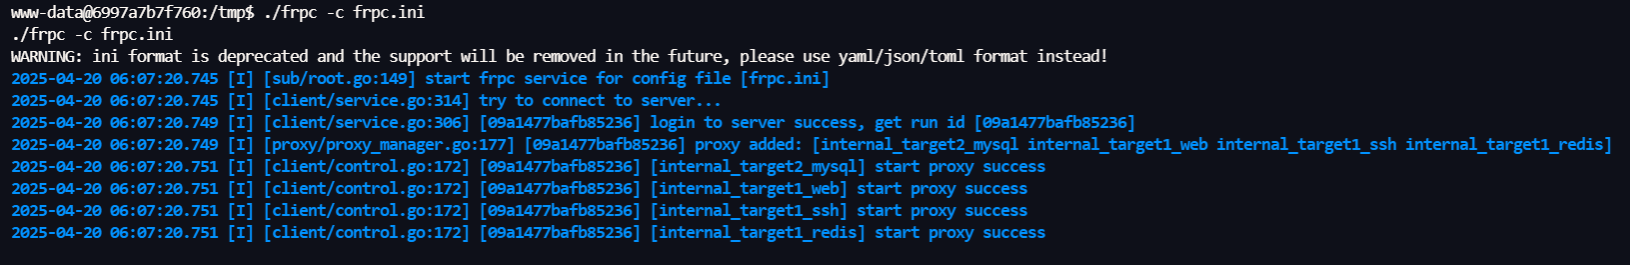 www-data@6997a7b7f760:/tmp$ ./frpc -c frpc.ini
./frpc -c frpc.ini
WARNING: ini format is deprecated and the support will be removed in the future, please use yaml/json/toml format instead!
2025-04-20 06:07:20.745 [I] [sub/root.go:149] start frpc service for config file [frpc.ini]
2025-04-20 06:07:20.745 [I] [client/service.go:314] try to connect to server...
2025-04-20 06:07:20.749 [I] [client/service.go:306] [09a1477bafb85236] login to server success, get run id [09a1477bafb85236]
2025-04-20 06:07:20.749 [I] [proxy/proxy_manager.go:177] [09a1477bafb85236] proxy added: [internal_target2_mysql internal_target1_web internal_target1_ssh internal_target1_redis]
2025-04-20 06:07:20.751 [I] [client/control.go:172] [09a1477bafb85236] [internal_target2_mysql] start proxy success
2025-04-20 06:07:20.751 [I] [client/control.go:172] [09a1477bafb85236] [internal_target1_web] start proxy success
2025-04-20 06:07:20.751 [I] [client/control.go:172] [09a1477bafb85236] [internal_target1_ssh] start proxy success
2025-04-20 06:07:20.751 [I] [client/control.go:172] [09a1477bafb85236] [internal_target1_redis] start proxy success